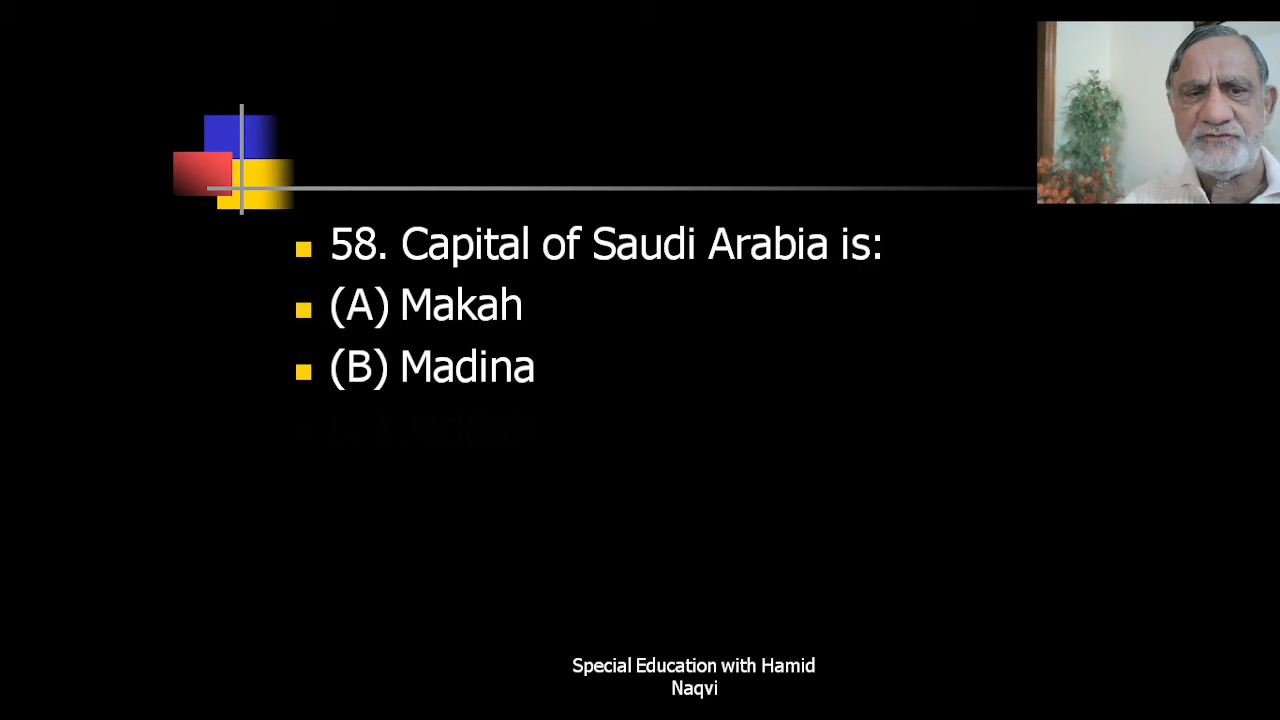 58. Capital of Saudi Arabia is:
(A) Makah
(B) Madina
Special Education with Hamid
Naqvi